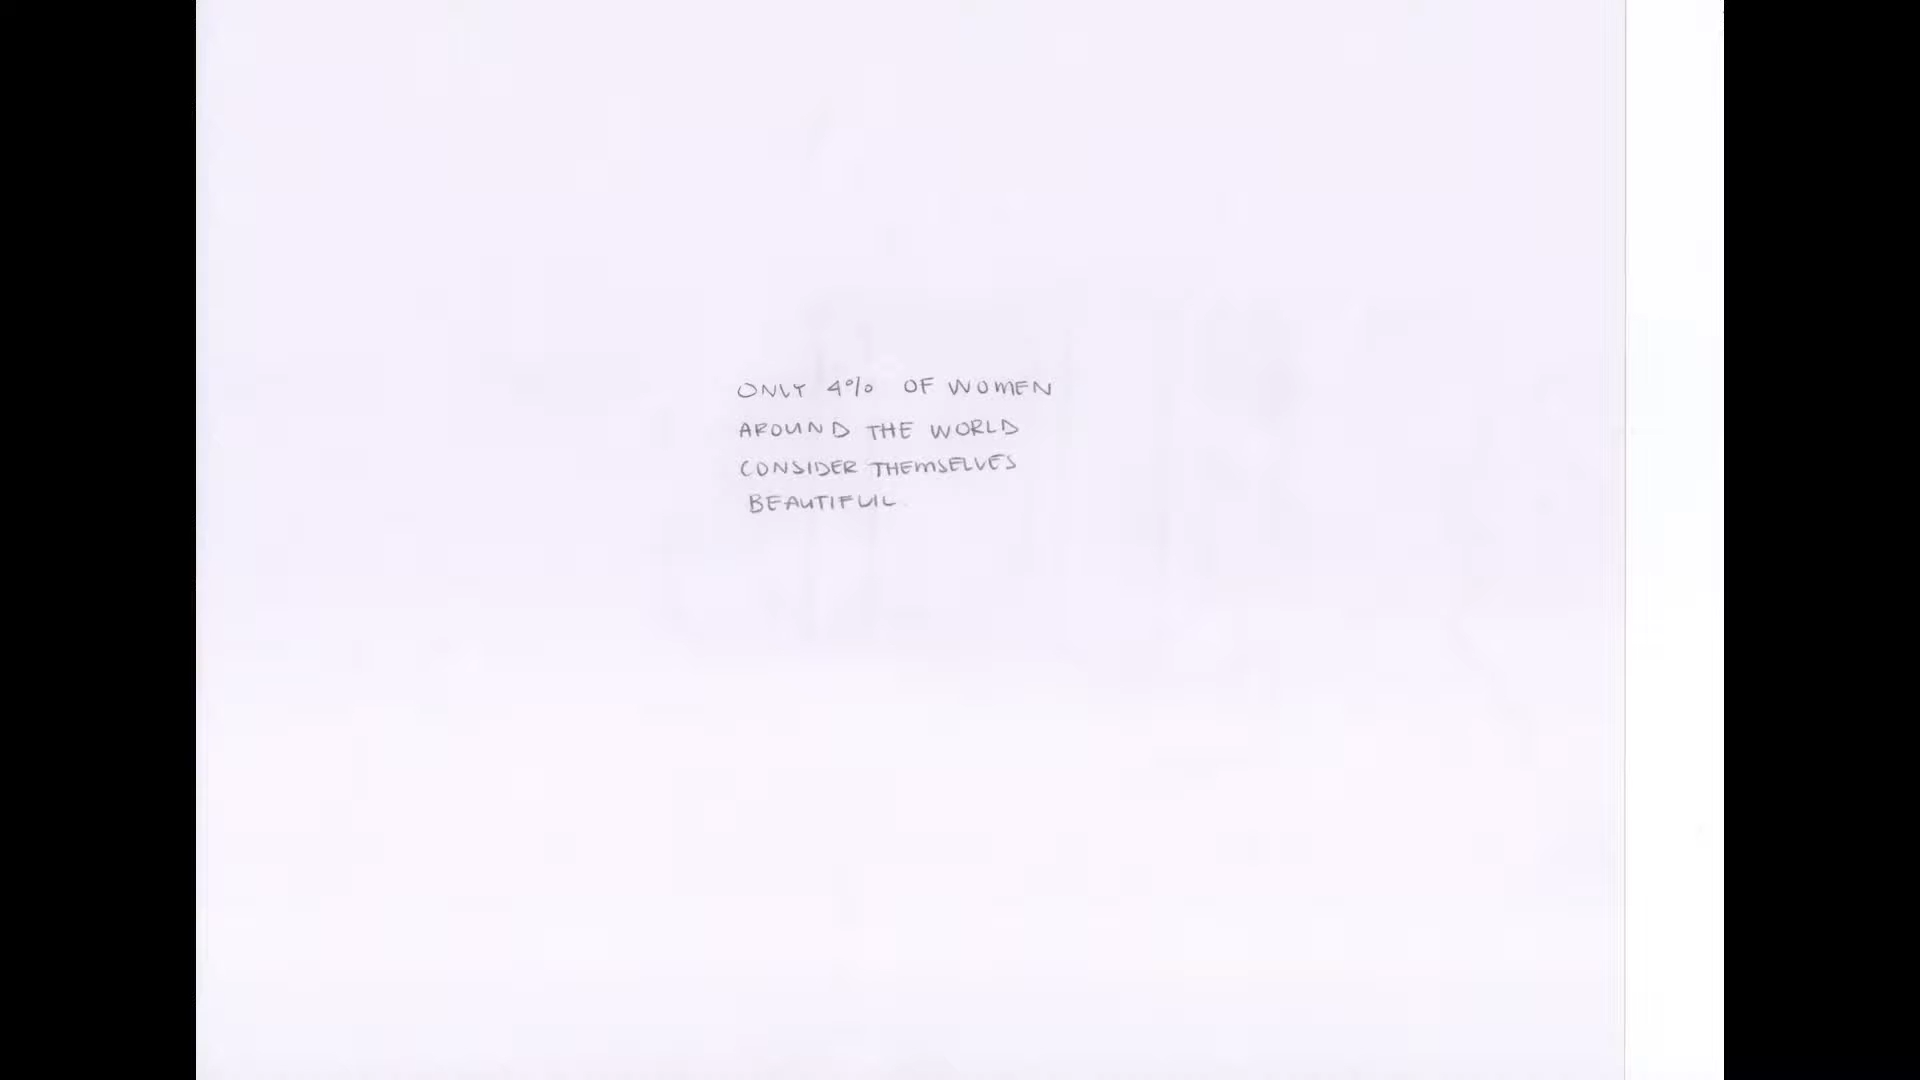 ONLY 4% OF WOMEN
AROUND THE WORLD
CONSIDER THEMSELVES
BEAUTIFUL.